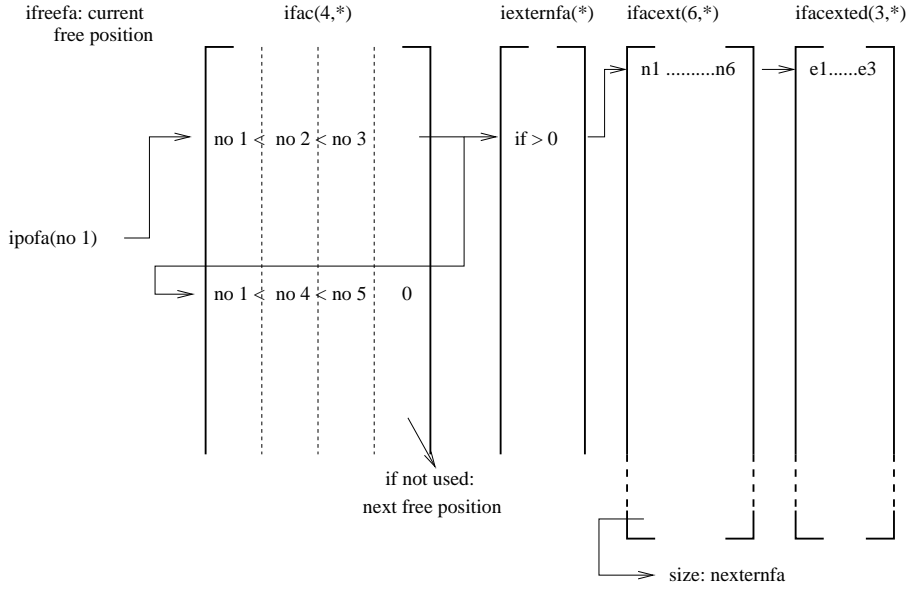 ifreefa: current
free position
ifac(4,*)
iexternfa(*)
ifacext(6,*)
ifacexted(3,*)
n1 ..........n6
e1......e3
no 1 < no 2 < no 3
if > 0
ipofa(no 1)
no 1 < no 4 < no 5 0
if not used:
next free position
size: nexternfa